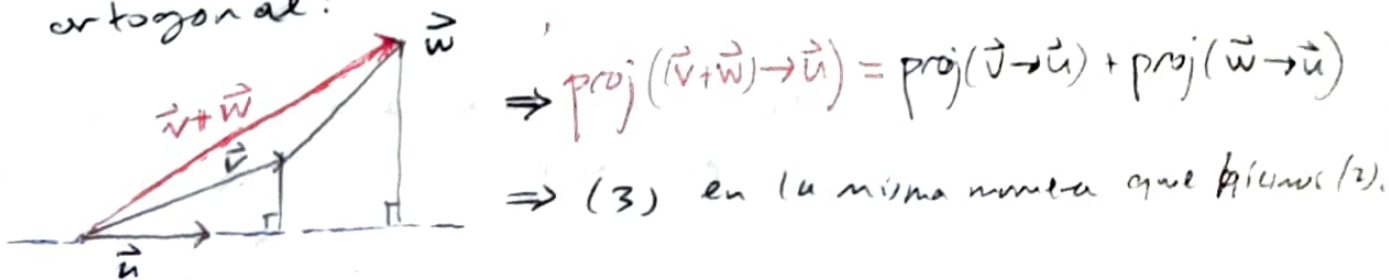 ortogonal:
w⃗
v⃗+w⃗
v⃗
u⃗
⇒ proj((v⃗+w⃗)→u⃗) = proj(v⃗→u⃗) + proj(w⃗→u⃗)
⇒ (3) en la misma manera que hicimos (2).